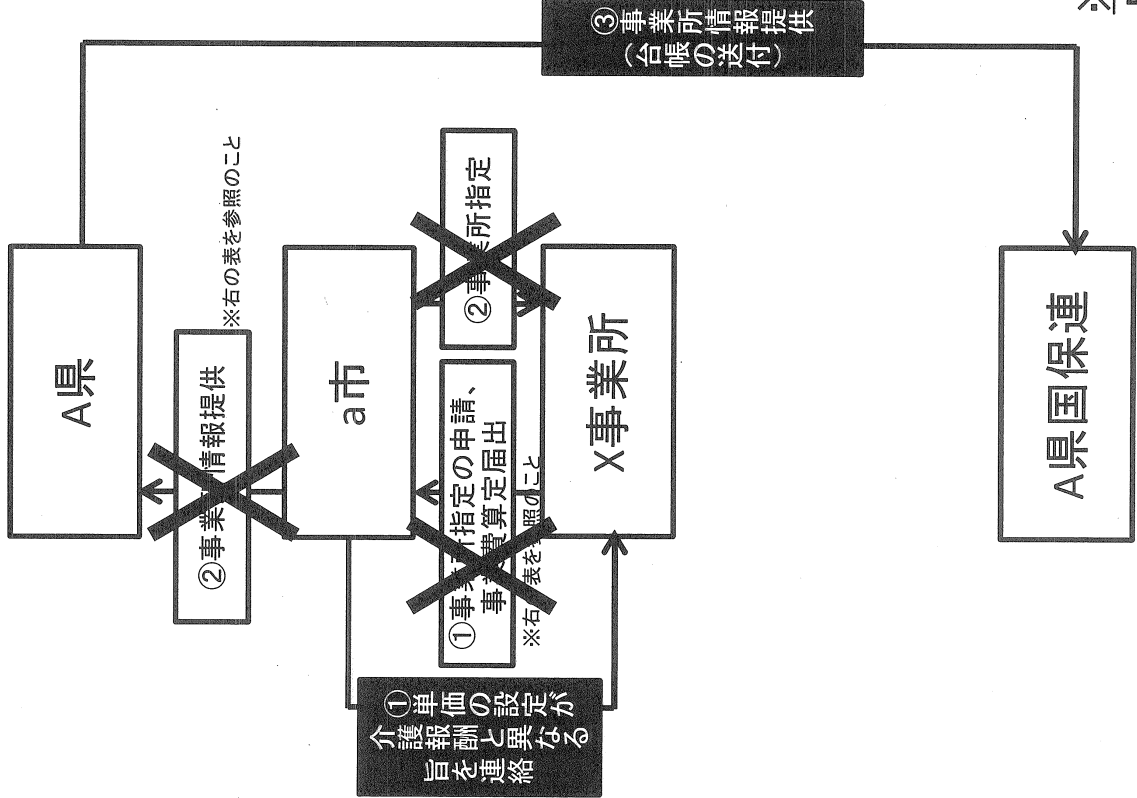 A県
②事業 情報提供
※右の表を参照のこと
③事業所情報提供
(台帳の送付)
a市
①単価の設定が
介護報酬と異なる
旨を連絡
①事業所指定の申請、
事業費算定届出
※右の表を参照のこと
②事業所指定
X事業所
A県国保連
※